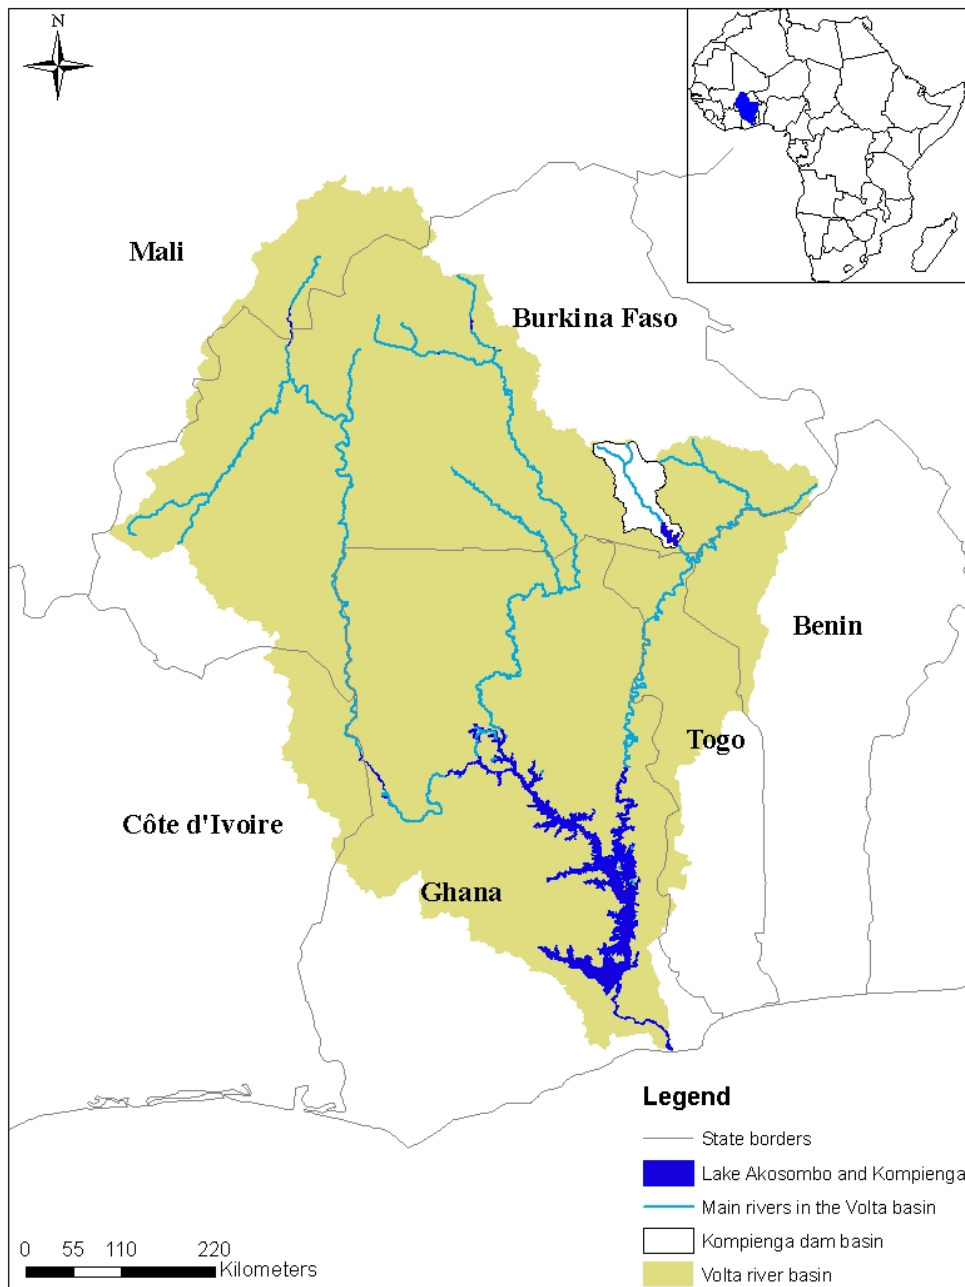 N
Mali
Burkina Faso
Benin
Togo
Côte d'Ivoire
Ghana
Legend
State borders
Lake Akosombo and Kompienga
Main rivers in the Volta basin
Kompienga dam basin
Volta river basin
0 55 110 220
Kilometers